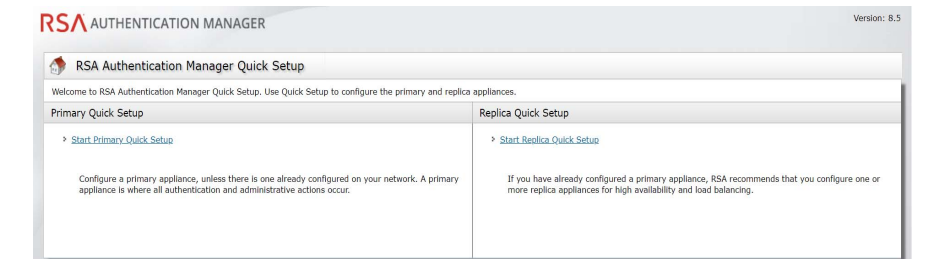 RSA AUTHENTICATION MANAGER
Version: 8.5
RSA Authentication Manager Quick Setup
Welcome to RSA Authentication Manager Quick Setup. Use Quick Setup to configure the primary and replica appliances.
Primary Quick Setup
Start Primary Quick Setup
Configure a primary appliance, unless there is one already configured on your network. A primary
appliance is where all authentication and administrative actions occur.
Replica Quick Setup
Start Replica Quick Setup
If you have already configured a primary appliance, RSA recommends that you configure one or
more replica appliances for high availability and load balancing.